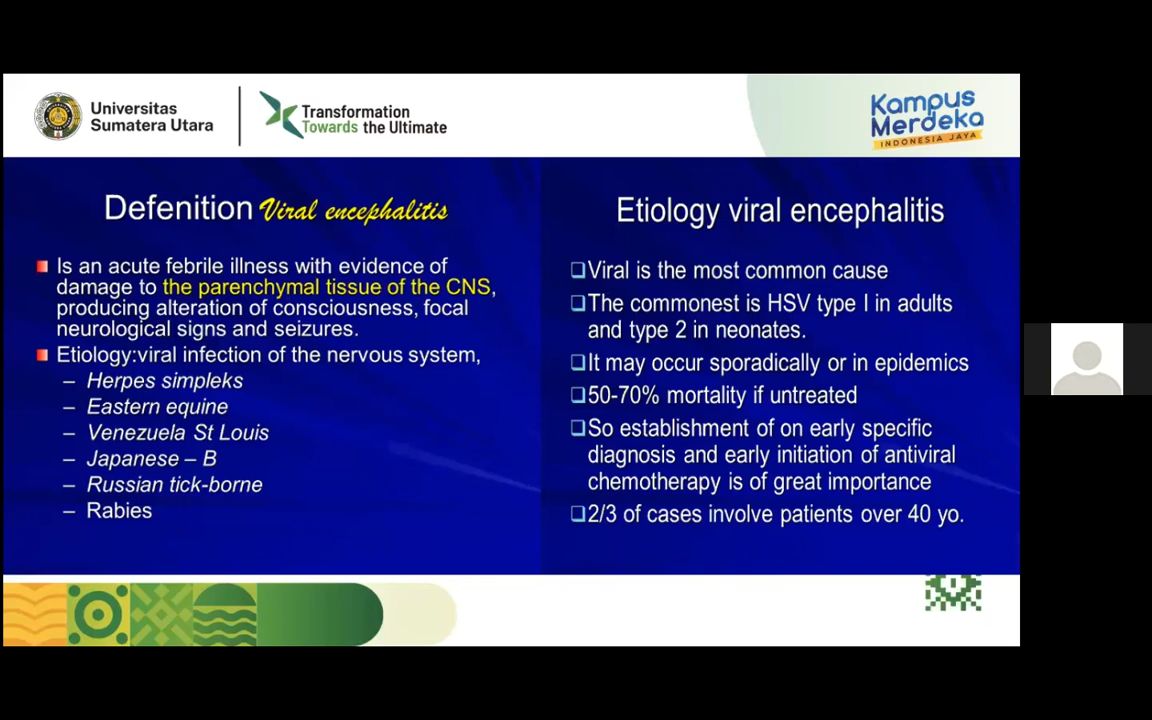 Universitas
Sumatera Utara
Transformation
Towards the Ultimate
Kampus
Merdeka
INDONESIA JAYA
Defenition Viral encephalitis
Is an acute febrile illness with evidence of
damage to the parenchymal tissue of the CNS,
producing alteration of consciousness, focal
neurological signs and seizures.
Etiology:viral infection of the nervous system,
– Herpes simpleks
– Eastern equine
– Venezuela St Louis
– Japanese – B
– Russian tick-borne
– Rabies
Etiology viral encephalitis
Viral is the most common cause
The commonest is HSV type I in adults
and type 2 in neonates.
It may occur sporadically or in epidemics
50-70% mortality if untreated
So establishment of on early specific
diagnosis and early initiation of antiviral
chemotherapy is of great importance
2/3 of cases involve patients over 40 yo.